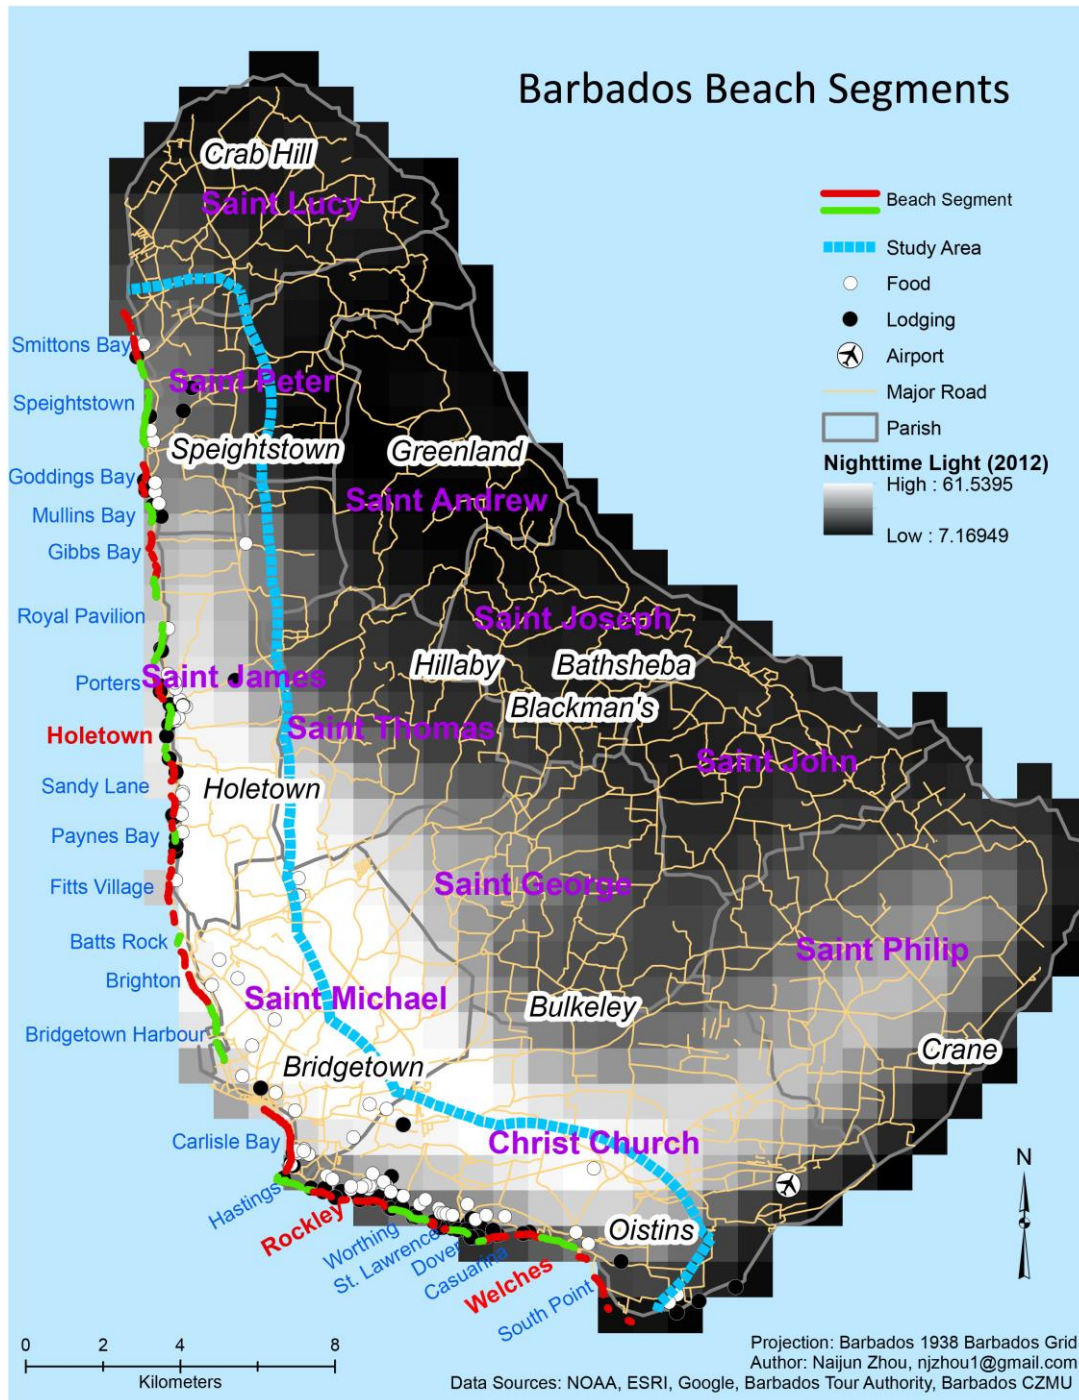 Barbados Beach Segments
Crab Hill
Saint Lucy
Beach Segment
Study Area
Food
Lodging
Airport
Major Road
Parish
Nighttime Light (2012)
High : 61.5395
Low : 7.16949
Smittons Bay
Saint Peter
Speightstown
Speightstown
Greenland
Goddings Bay
Saint Andrew
Mullins Bay
Gibbs Bay
Royal Pavilion
Saint Joseph
Hillaby
Bathsheba
Porters
Saint James
Blackman's
Holetown
Saint Thomas
Saint John
Sandy Lane
Holetown
Paynes Bay
Fitts Village
Saint George
Batts Rock
Saint Philip
Brighton
Saint Michael
Bulkeley
Bridgetown Harbour
Bridgetown
Crane
Carlisle Bay
Christ Church
N
Hastings
Rockley
Worthing
St. Lawrence
Dover
Casuarina
Welches
South Point
Oistins
0 4 8
Kilometers
Projection: Barbados 1938 Barbados Grid
Author: Naijun Zhou, njzhou1@gmail.com
Data Sources: NOAA, ESRI, Google, Barbados Tour Authority, Barbados CZMU